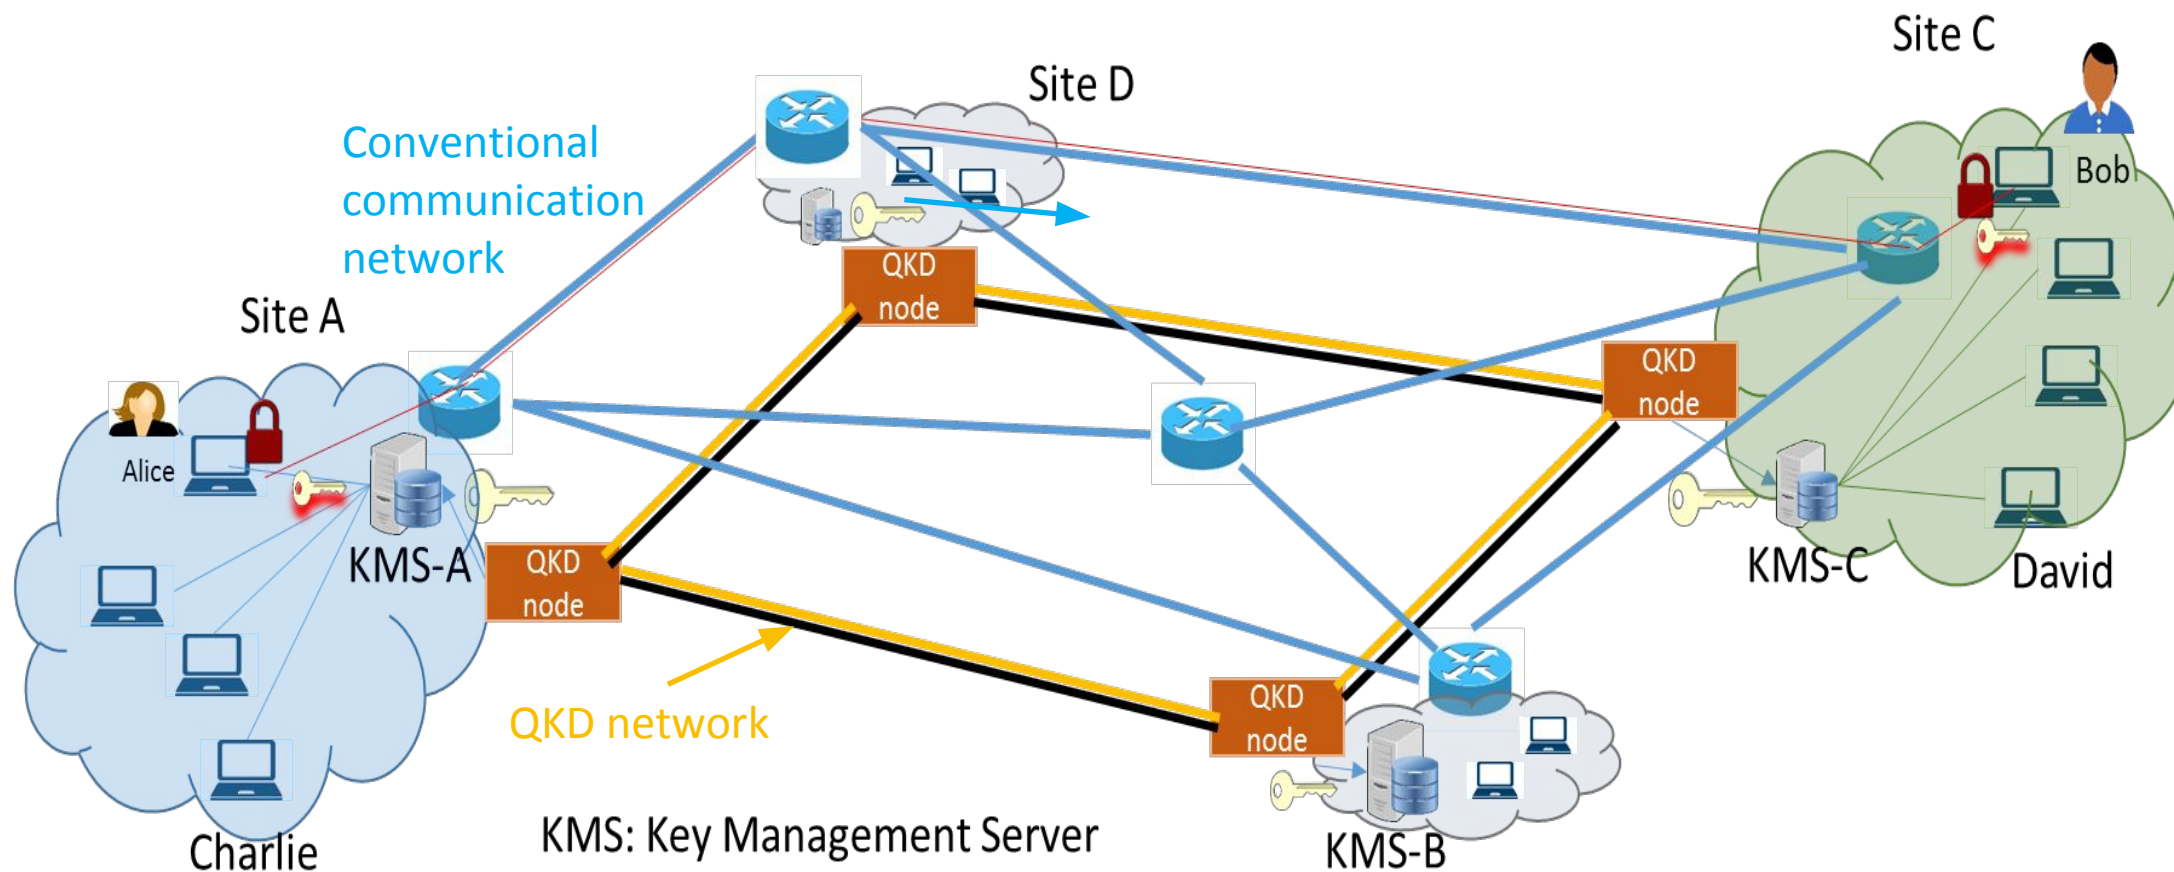 Site C
Site D
Conventional
communication
network
Bob
QKD
node
Site A
QKD
node
Alice
KMS-A
QKD
node
KMS-C
David
QKD network
QKD
node
Charlie
KMS: Key Management Server
KMS-B